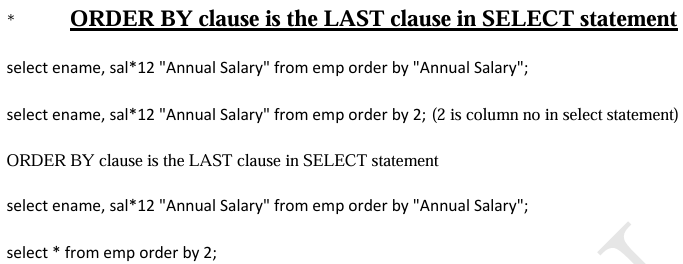 * ORDER BY clause is the LAST clause in SELECT statement
select ename, sal*12 "Annual Salary" from emp order by "Annual Salary";
select ename, sal*12 "Annual Salary" from emp order by 2; (2 is column no in select statement)
ORDER BY clause is the LAST clause in SELECT statement
select ename, sal*12 "Annual Salary" from emp order by "Annual Salary";
select * from emp order by 2;